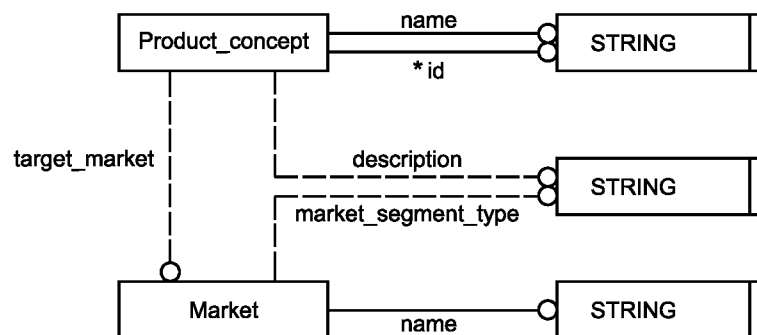 name
Product_concept
STRING
* id
target_market
description
STRING
market_segment_type
Market
STRING
name